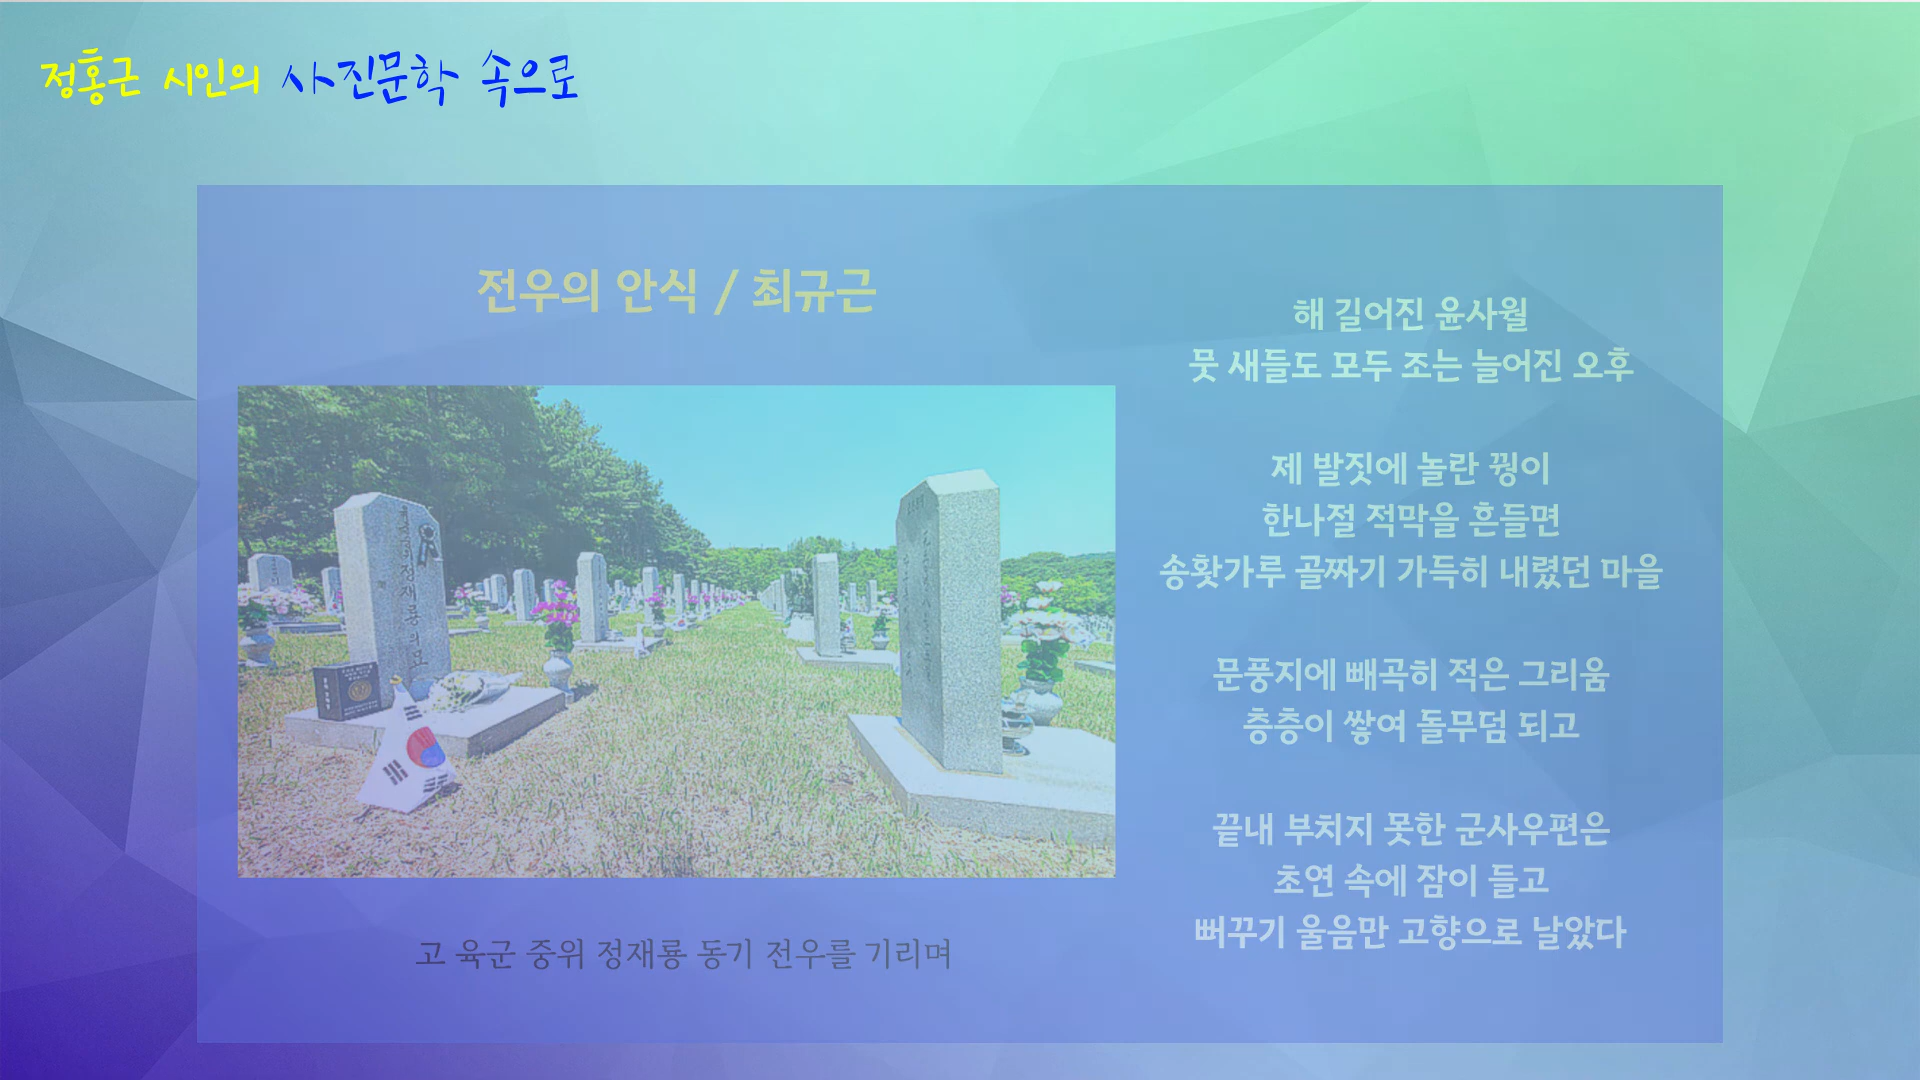 정홍근 시인의 사진문학 속으로
전우의 안식 / 최규근
정재룡의묘
고 육군 중위 정재룡 동기 전우를 기리며
해 길어진 윤사월
뭇 새들도 모두 조는 늘어진 오후
제 발짓에 놀란 꿩이
한나절 적막을 흔들면
송홧가루 골짜기 가득히 내렸던 마을
문풍지에 빼곡히 적은 그리움
층층이 쌓여 돌무덤 되고
끝내 부치지 못한 군사우편은
초연 속에 잠이 들고
뻐꾸기 울음만 고향으로 날았다